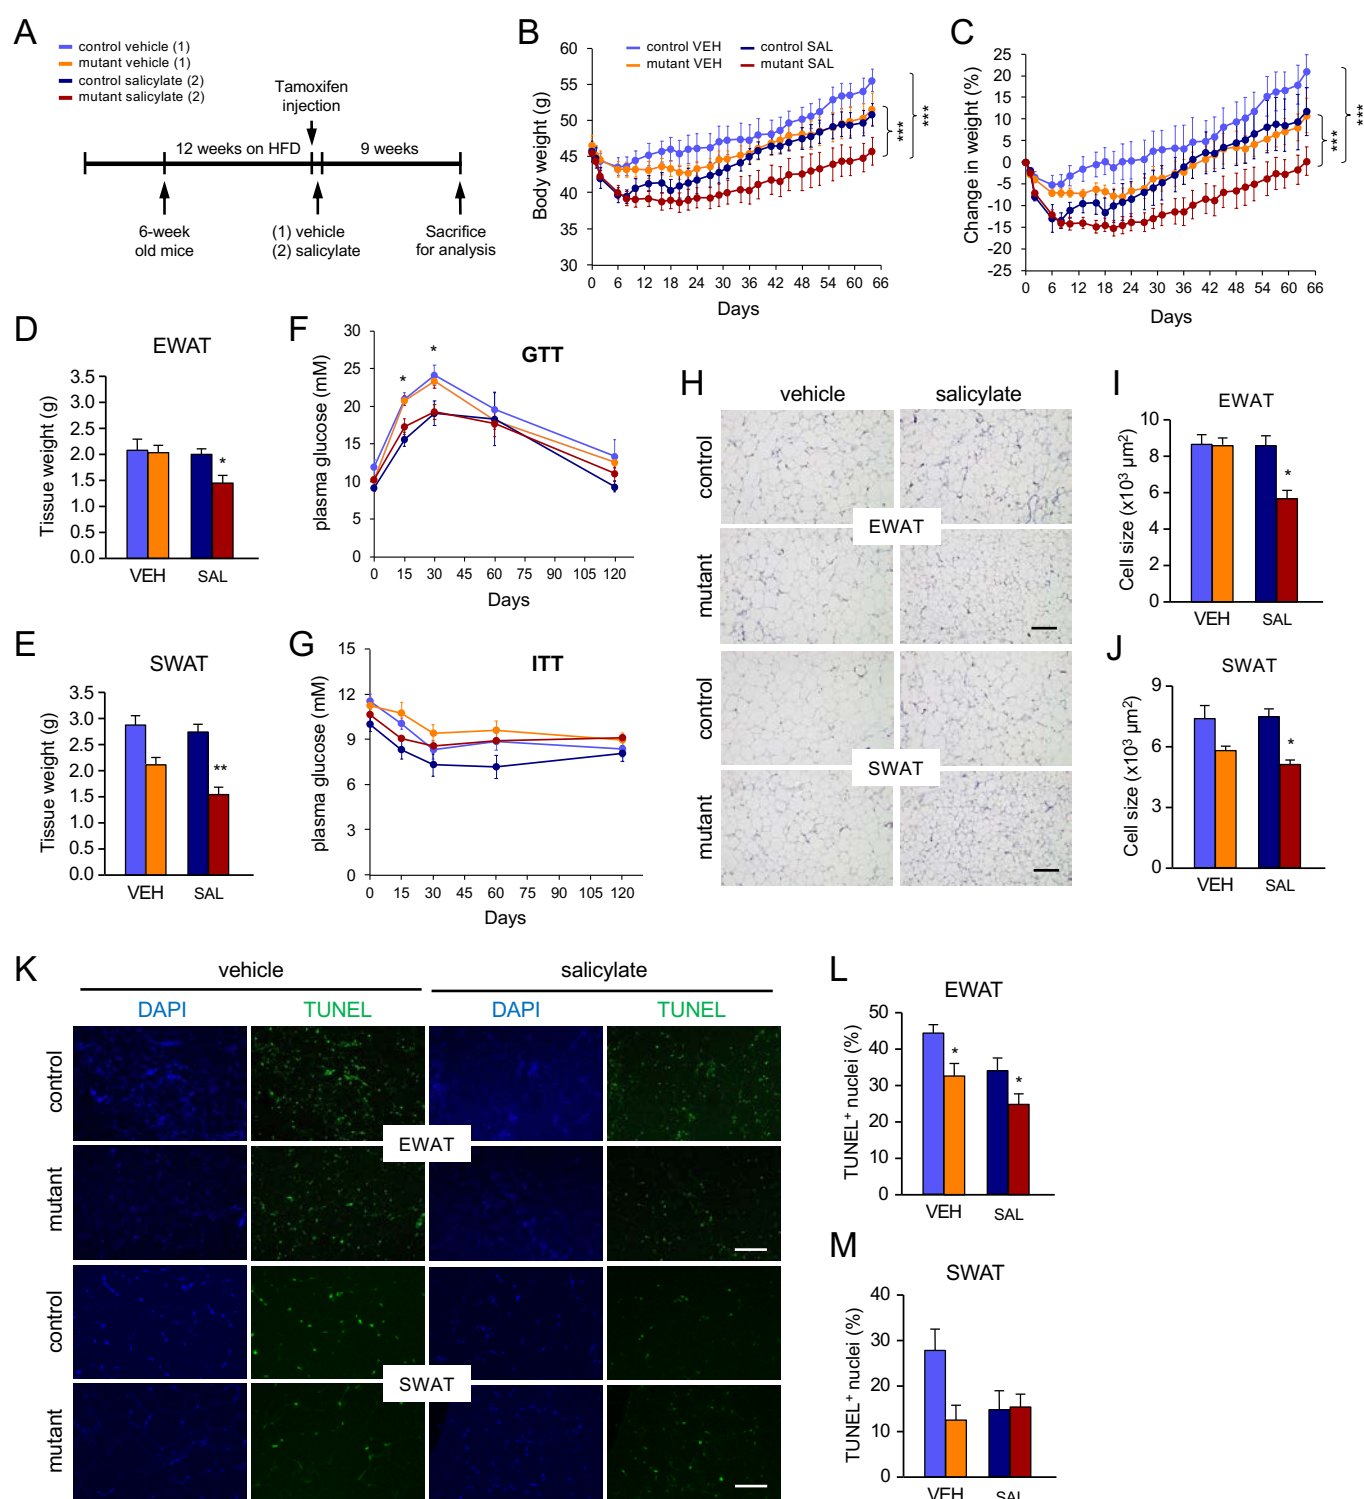 A
control vehicle (1)
mutant vehicle (1)
control salicylate (2)
mutant salicylate (2)
Tamoxifen
injection
12 weeks on HFD
9 weeks
6-week
old mice
(1) vehicle
(2) salicylate
Sacrifice
for analysis
B
control VEH
control SAL
mutant VEH
mutant SAL
Body weight (g)
60
55
50
45
40
35
30
0 6 12 18 24 30 36 42 48 54 60 66
Days
***
***
C
Change in weight (%)
25
20
15
10
5
0
-5
-10
-15
-20
-25
0 6 12 18 24 30 36 42 48 54 60 66
Days
***
***
D
EWAT
Tissue weight (g)
3.5
3.0
2.5
2.0
1.5
1.0
0.5
0.0
*
VEH SAL
E
SWAT
Tissue weight (g)
3.5
3.0
2.5
2.0
1.5
1.0
0.5
0.0
**
VEH SAL
F
GTT
plasma glucose (mM)
30
25
20
15
10
5
0
*
*
0 15 30 45 60 75 90 105 120
Days
G
ITT
plasma glucose (mM)
15
12
9
6
3
0
0 15 30 45 60 75 90 105 120
Days
H
vehicle salicylate
control
EWAT
mutant
control
SWAT
mutant
I
EWAT
Cell size (x10³ µm²)
10
8
6
4
2
0
*
VEH SAL
J
SWAT
Cell size (x10³ µm²)
9
6
3
0
*
VEH SAL
K
vehicle salicylate
DAPI TUNEL DAPI TUNEL
control
EWAT
mutant
control
SWAT
mutant
L
EWAT
TUNEL⁺ nuclei (%)
50
40
30
20
10
0
*
*
VEH SAL
M
SWAT
TUNEL⁺ nuclei (%)
40
30
20
10
0
VEH SAL